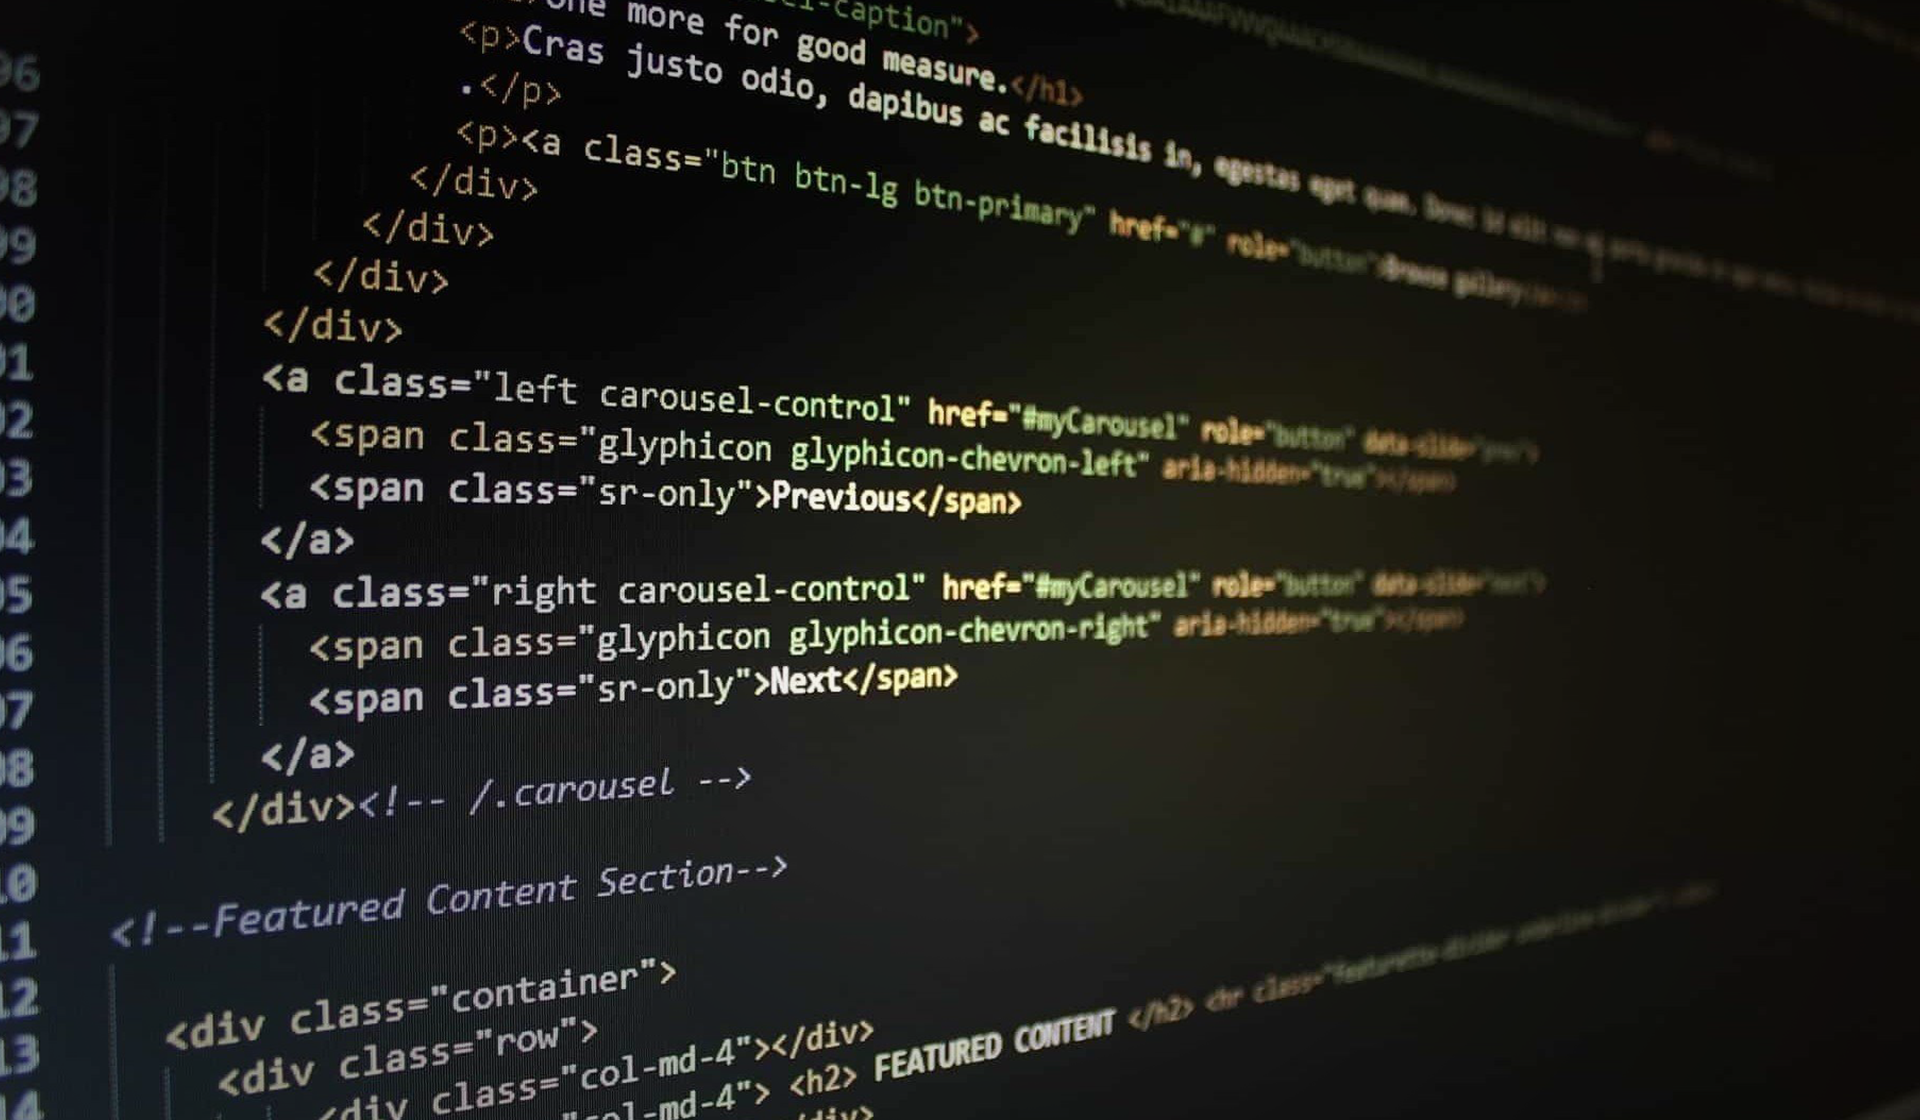 -caption">
one more for good measure.</h1>
96 <p>Cras justo odio, dapibus ac facilisis in, egestas eget quam. Donec id elit
.</p>
97 <p><a class="btn btn-lg btn-primary" href="#" role="button">Browse gallery
98 </div>
99 </div>
00 </div>
01 </div>
02 <a class="left carousel-control" href="#myCarousel" role="button" data-slide="prev">
03 <span class="glyphicon glyphicon-chevron-left" aria-hidden="true"></span>
04 <span class="sr-only">Previous</span>
</a>
05 <a class="right carousel-control" href="#myCarousel" role="button" data-slide="next">
06 <span class="glyphicon glyphicon-chevron-right" aria-hidden="true"></span>
07 <span class="sr-only">Next</span>
08 </a>
09 </div><!-- /.carousel -->
10
11 <!--Featured Content Section-->
12
13 <div class="container">
14 <div class="row">
<div class="col-md-4"></div>
"col-md-4"> <h2> FEATURED CONTENT </h2> <hr class="featurette-divider
</div>